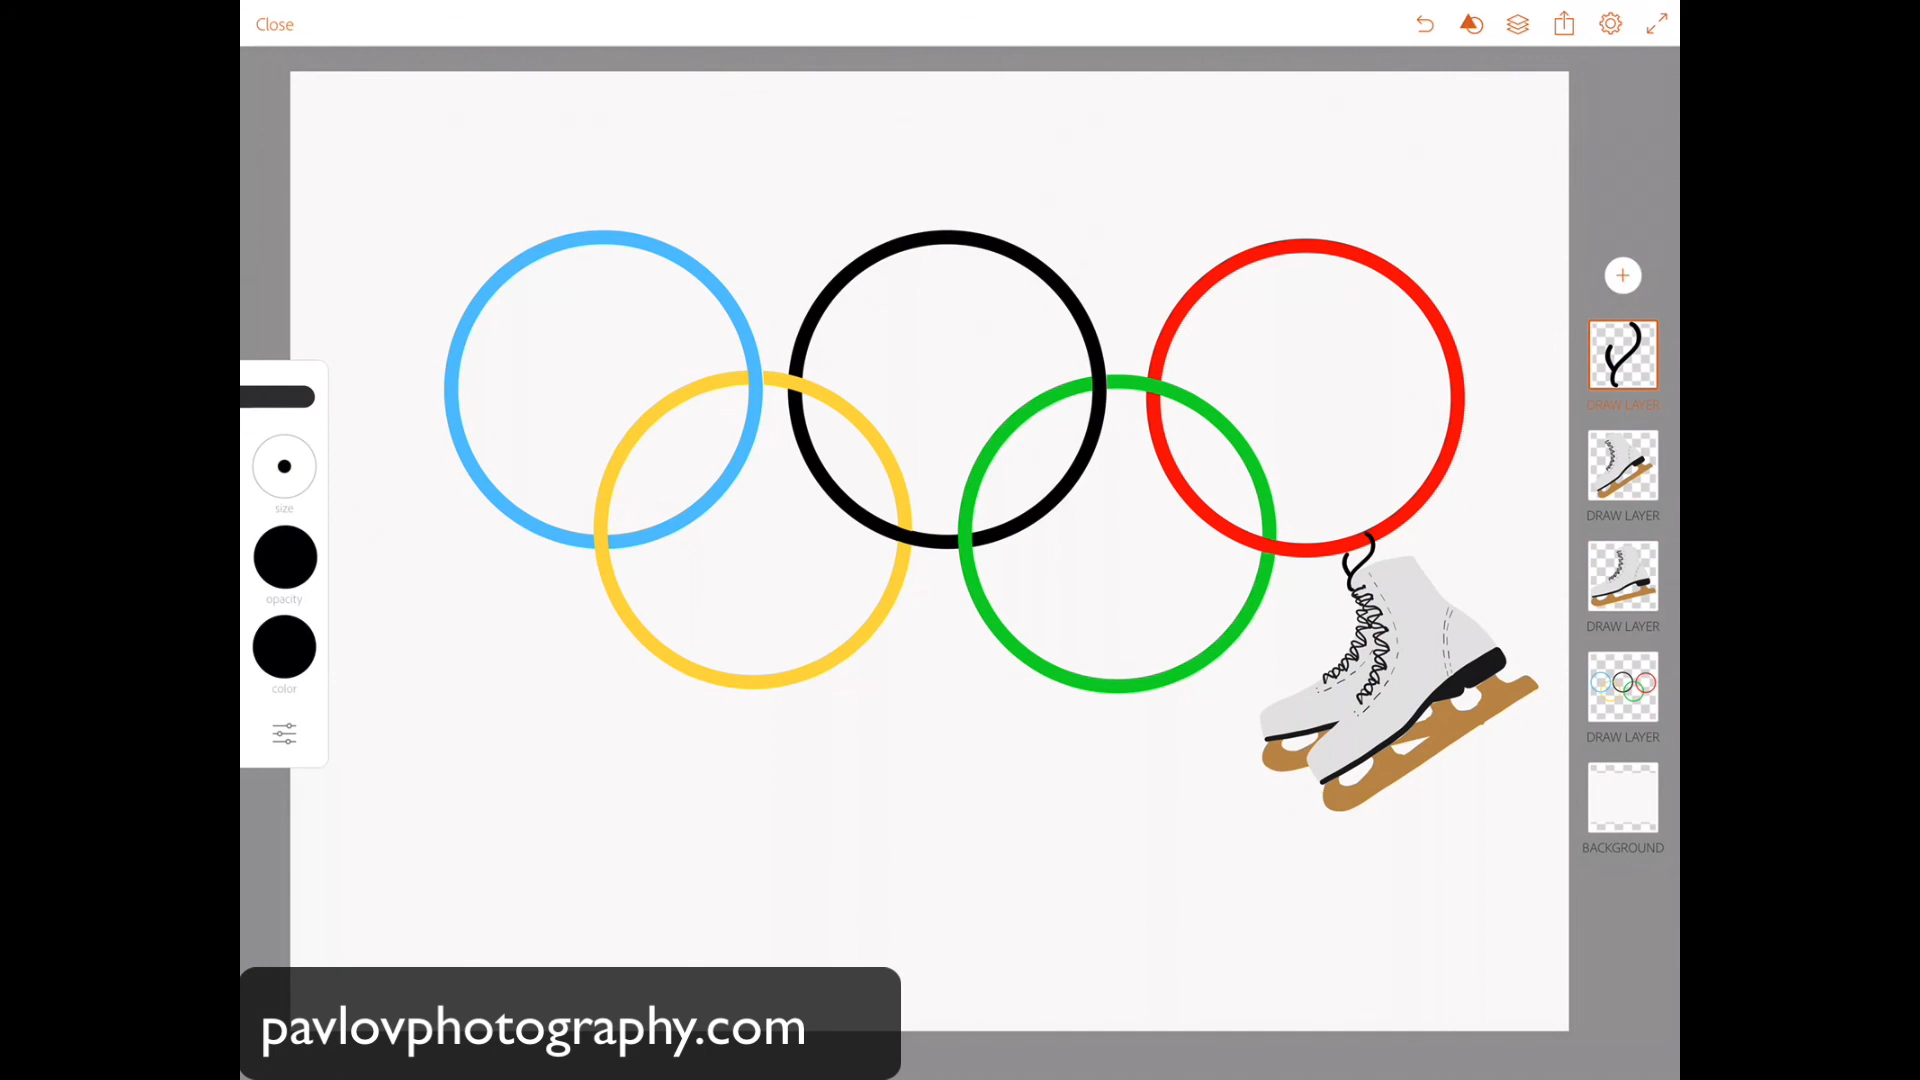 Close
size
opacity
color
DRAW LAYER
DRAW LAYER
DRAW LAYER
DRAW LAYER
BACKGROUND
pavlovphotography.com